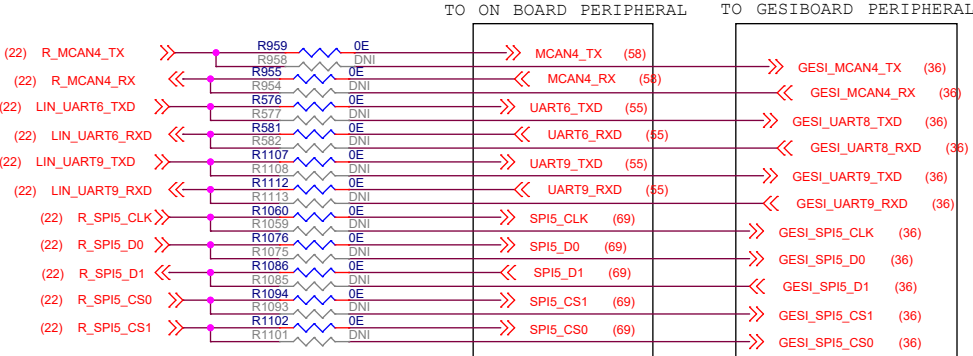 TO ON BOARD PERIPHERAL TO GESIBOARD PERIPHERAL
(22) R_MCAN4_TX R959 0E MCAN4_TX (58)
R958 DNI GESI_MCAN4_TX (36)
(22) R_MCAN4_RX R955 0E MCAN4_RX (58)
R954 DNI GESI_MCAN4_RX (36)
(22) LIN_UART6_TXD R576 0E UART6_TXD (55)
R577 DNI GESI_UART8_TXD (36)
(22) LIN_UART6_RXD R581 0E UART6_RXD (55)
R582 DNI GESI_UART8_RXD (36)
(22) LIN_UART9_TXD R1107 0E UART9_TXD (55)
R1108 DNI GESI_UART9_TXD (36)
(22) LIN_UART9_RXD R1112 0E UART9_RXD (55)
R1113 DNI GESI_UART9_RXD (36)
(22) R_SPI5_CLK R1060 0E SPI5_CLK (69)
R1059 DNI GESI_SPI5_CLK (36)
(22) R_SPI5_D0 R1076 0E SPI5_D0 (69)
R1075 DNI GESI_SPI5_D0 (36)
(22) R_SPI5_D1 R1086 0E SPI5_D1 (69)
R1085 DNI GESI_SPI5_D1 (36)
(22) R_SPI5_CS0 R1094 0E SPI5_CS1 (69)
R1093 DNI GESI_SPI5_CS1 (36)
(22) R_SPI5_CS1 R1102 0E SPI5_CS0 (69)
R1101 DNI GESI_SPI5_CS0 (36)